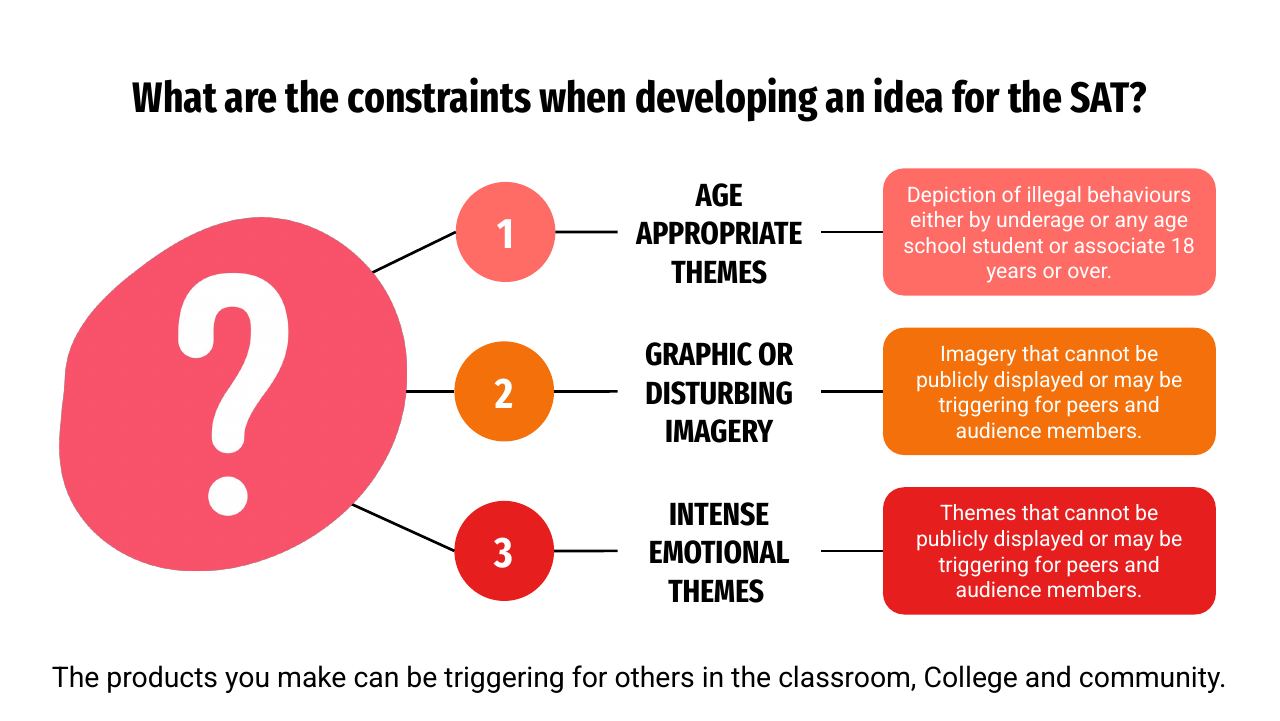 What are the constraints when developing an idea for the SAT?
?
1
AGE
APPROPRIATE
THEMES
Depiction of illegal behaviours
either by underage or any age
school student or associate 18
years or over.
2
GRAPHIC OR
DISTURBING
IMAGERY
Imagery that cannot be
publicly displayed or may be
triggering for peers and
audience members.
3
INTENSE
EMOTIONAL
THEMES
Themes that cannot be
publicly displayed or may be
triggering for peers and
audience members.
The products you make can be triggering for others in the classroom, College and community.